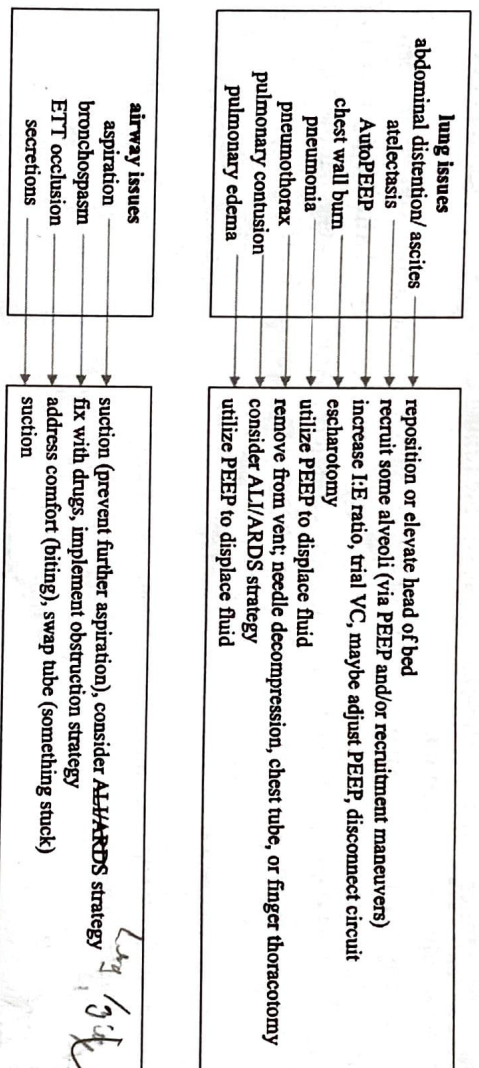 lung issues
abdominal distention/ ascites
atelectasis
AutoPEEP
chest wall burn
pneumonia
pneumothorax
pulmonary contusion
pulmonary edema
reposition or elevate head of bed
recruit some alveoli (via PEEP and/or recruitment maneuvers)
increase I:E ratio, trial VC, maybe adjust PEEP, disconnect circuit
escharotomy
utilize PEEP to displace fluid
remove from vent; needle decompression, chest tube, or finger thoracotomy
consider ALI/ARDS strategy
utilize PEEP to displace fluid
airway issues
aspiration
bronchospasm
ETT occlusion
secretions
suction (prevent further aspiration), consider ALI/ARDS strategy
fix with drugs, implement obstruction strategy
address comfort (biting), swap tube (something stuck)
suction